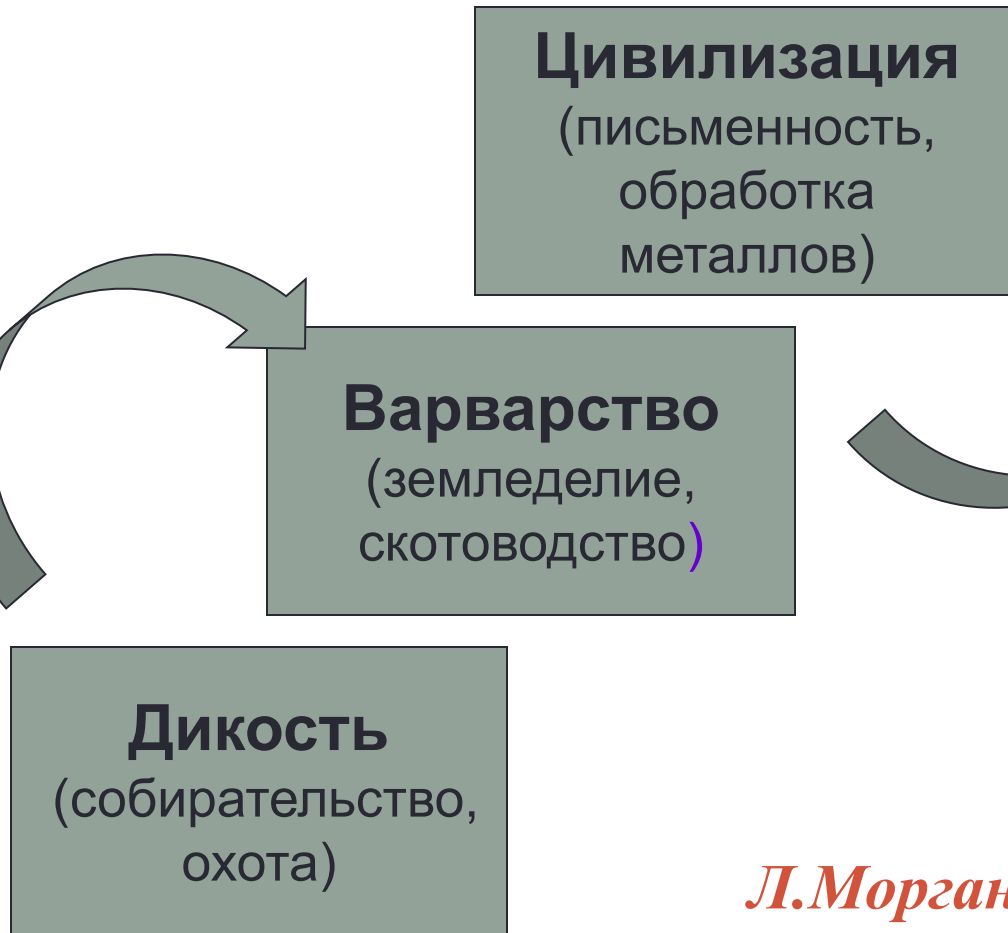 Цивилизация
(письменность,
обработка
металлов)
Варварство
(земледелие,
скотоводство)
Дикость
(собирательство,
охота)
Л.Морган